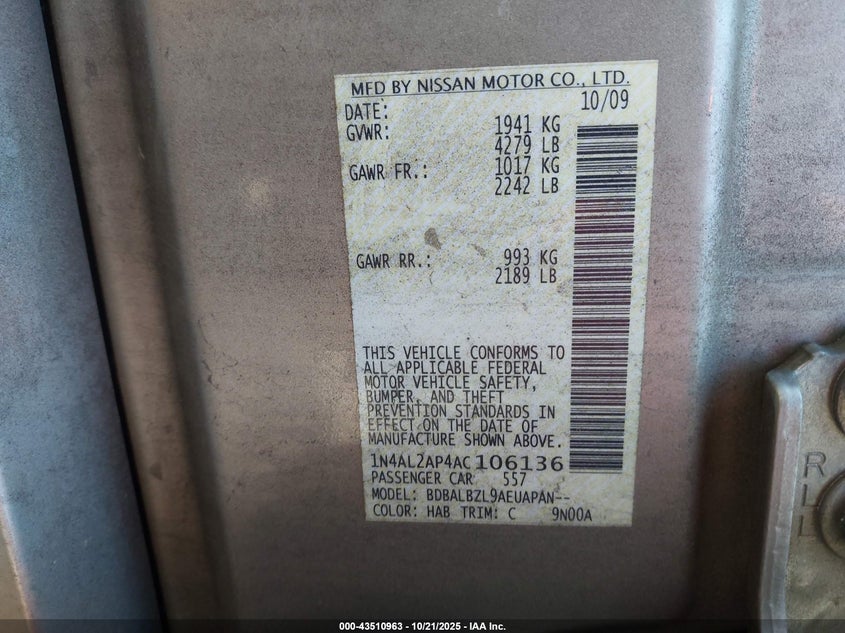 MFD BY NISSAN MOTOR CO., LTD.
DATE: 10/09
GVWR: 1941 KG
4279 LB
GAWR FR.: 1017 KG
2242 LB
GAWR RR.: 993 KG
2189 LB
THIS VEHICLE CONFORMS TO
ALL APPLICABLE FEDERAL
MOTOR VEHICLE SAFETY,
BUMPER, AND THEFT
PREVENTION STANDARDS IN
EFFECT ON THE DATE OF
MANUFACTURE SHOWN ABOVE.
1N4AL2AP4AC106136
PASSENGER CAR 557
MODEL: BDBALBZL9AEUAPAN--
COLOR: HAB TRIM: C 9N00A
R
L
L
000-43510963 - 10/21/2025 - IAA Inc.